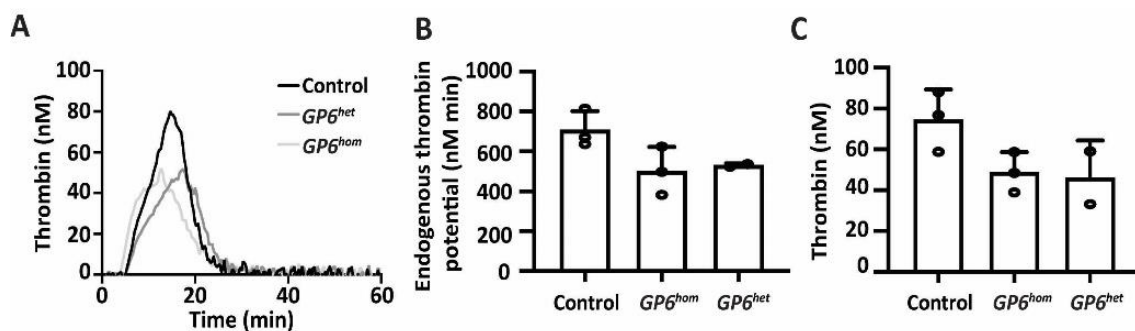 A
Thrombin (nM)
100
80
60
40
20
0
0
20
40
60
Time (min)
Control
GP6het
GP6hom
B
Endogenous thrombin
potential (nM min)
1000
800
600
400
200
0
Control
GP6hom
GP6het
C
Thrombin (nM)
100
80
60
40
20
0
Control
GP6hom
GP6het